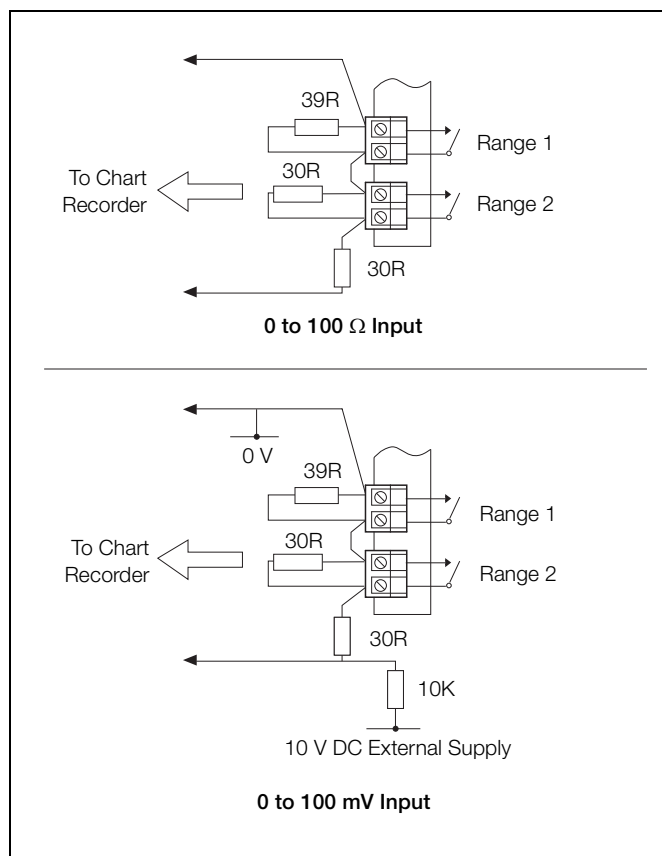 39R
Range 1
30R
To Chart
Recorder
Range 2
30R
0 to 100 Ω Input
0 V
39R
Range 1
30R
To Chart
Recorder
Range 2
30R
10K
10 V DC External Supply
0 to 100 mV Input